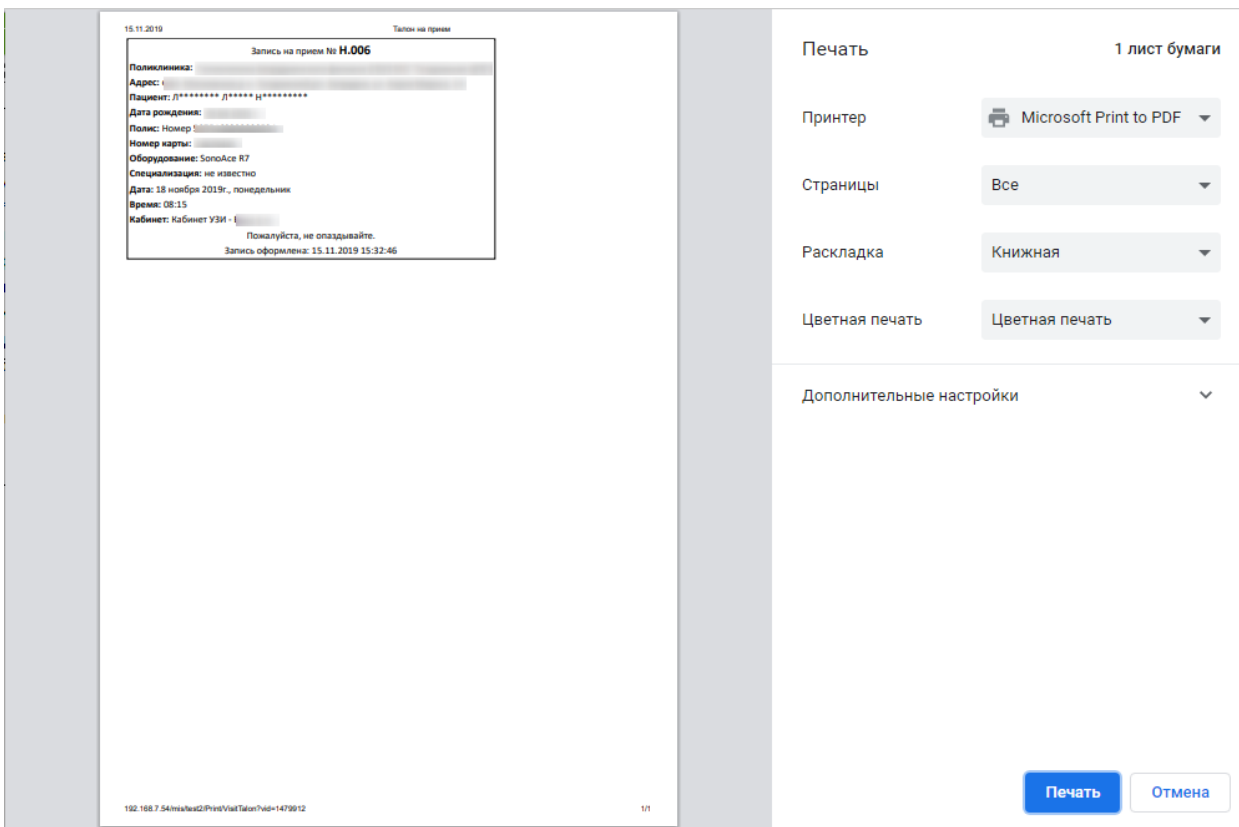 15.11.2019 Талон на прием
Запись на прием № Н.006
Поликлиника:
Адрес:
Пациент: Л******** Л***** Н*********
Дата рождения:
Полис: Номер
Номер карты:
Оборудование: SonoAce R7
Специализация: не известно
Дата: 18 ноября 2019г., понедельник
Время: 08:15
Кабинет: Кабинет УЗИ -
Пожалуйста, не опаздывайте.
Запись оформлена: 15.11.2019 15:32:46
192.168.7.54/mis/test2/Print/VisitTalon?vid=1479912 1/1
Печать 1 лист бумаги
Принтер Microsoft Print to PDF
Страницы Все
Раскладка Книжная
Цветная печать Цветная печать
Дополнительные настройки
Печать Отмена